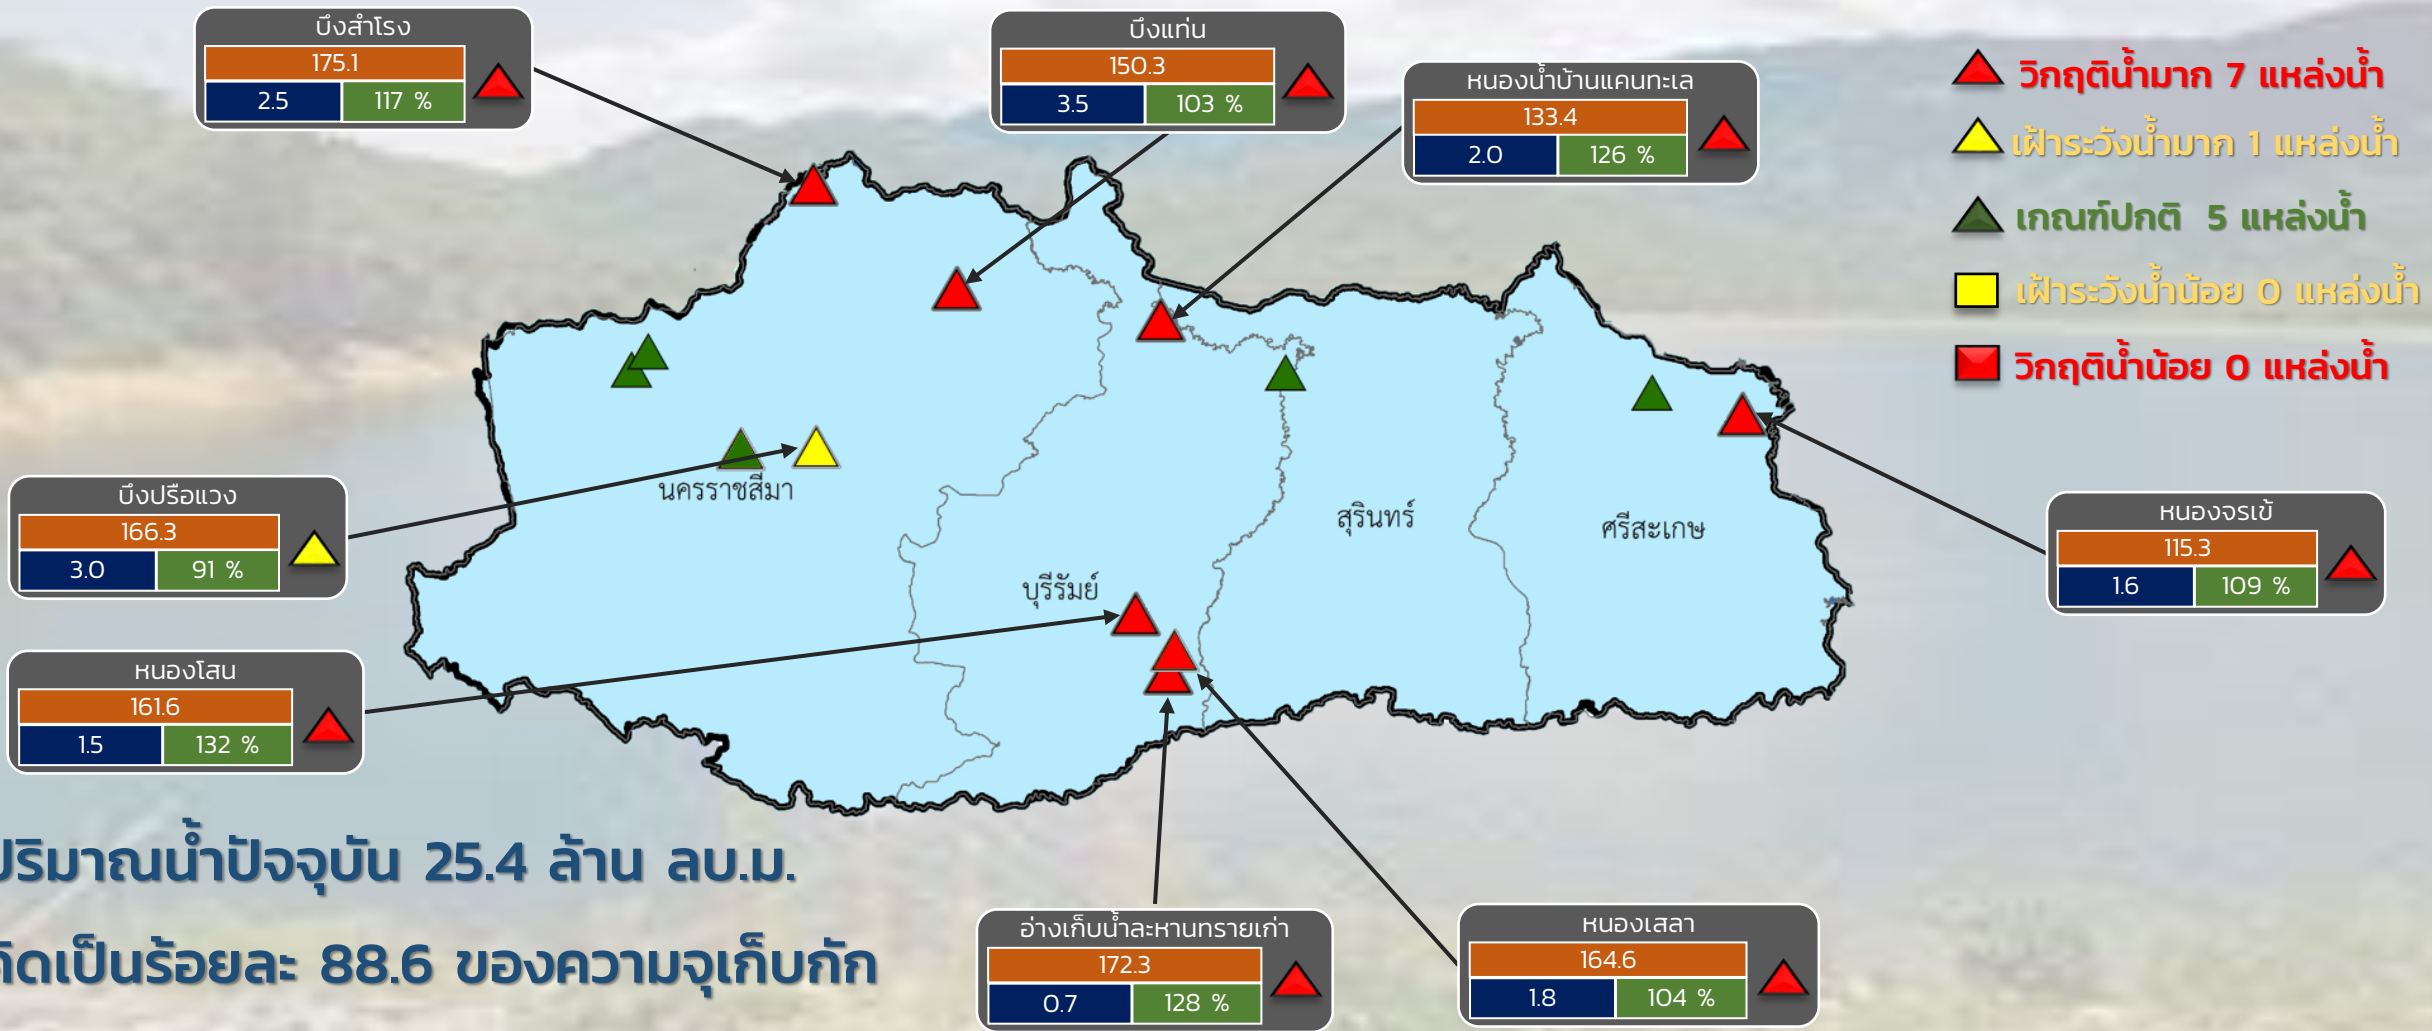 บึงสำโรง
175.1
2.5 117 %
บึงแท่น
150.3
3.5 103 %
หนองน้ำบ้านแคนทะเล
133.4
2.0 126 %
วิกฤติน้ำมาก 7 แหล่งน้ำ
เฝ้าระวังน้ำมาก 1 แหล่งน้ำ
เกณฑ์ปกติ 5 แหล่งน้ำ
เฝ้าระวังน้ำน้อย 0 แหล่งน้ำ
วิกฤติน้ำน้อย 0 แหล่งน้ำ
นครราชสีมา
บุรีรัมย์
สุรินทร์
ศรีสะเกษ
บึงปรือแวง
166.3
3.0 91 %
หนองจรเข้
115.3
1.6 109 %
หนองโสน
161.6
1.5 132 %
ปริมาณน้ำปัจจุบัน 25.4 ล้าน ลบ.ม.
คิดเป็นร้อยละ 88.6 ของความจุเก็บกัก
อ่างเก็บน้ำละหานทรายเก่า
172.3
0.7 128 %
หนองเสลา
164.6
1.8 104 %